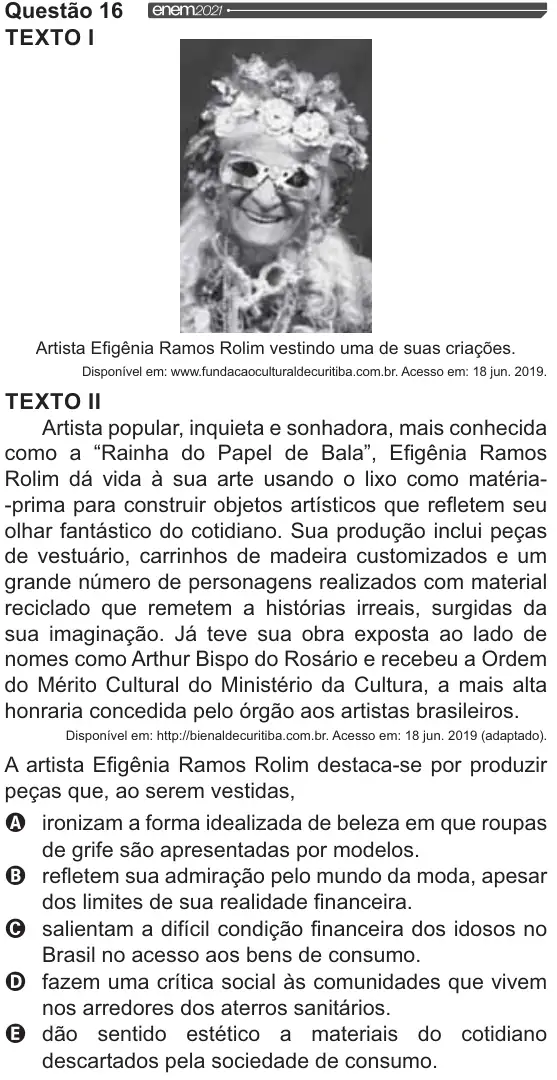 Questão 16 enem2021
TEXTO I
Artista Efigênia Ramos Rolim vestindo uma de suas criações.
Disponível em: www.fundacaoculturaldecuritiba.com.br. Acesso em: 18 jun. 2019.
TEXTO II
Artista popular, inquieta e sonhadora, mais conhecida
como a “Rainha do Papel de Bala”, Efigênia Ramos
Rolim dá vida à sua arte usando o lixo como matéria-
-prima para construir objetos artísticos que refletem seu
olhar fantástico do cotidiano. Sua produção inclui peças
de vestuário, carrinhos de madeira customizados e um
grande número de personagens realizados com material
reciclado que remetem a histórias irreais, surgidas da
sua imaginação. Já teve sua obra exposta ao lado de
nomes como Arthur Bispo do Rosário e recebeu a Ordem
do Mérito Cultural do Ministério da Cultura, a mais alta
honraria concedida pelo órgão aos artistas brasileiros.
Disponível em: http://bienaldecuritiba.com.br. Acesso em: 18 jun. 2019 (adaptado).
A artista Efigênia Ramos Rolim destaca-se por produzir
peças que, ao serem vestidas,
A ironizam a forma idealizada de beleza em que roupas
de grife são apresentadas por modelos.
B refletem sua admiração pelo mundo da moda, apesar
dos limites de sua realidade financeira.
C salientam a difícil condição financeira dos idosos no
Brasil no acesso aos bens de consumo.
D fazem uma crítica social às comunidades que vivem
nos arredores dos aterros sanitários.
E dão sentido estético a materiais do cotidiano
descartados pela sociedade de consumo.